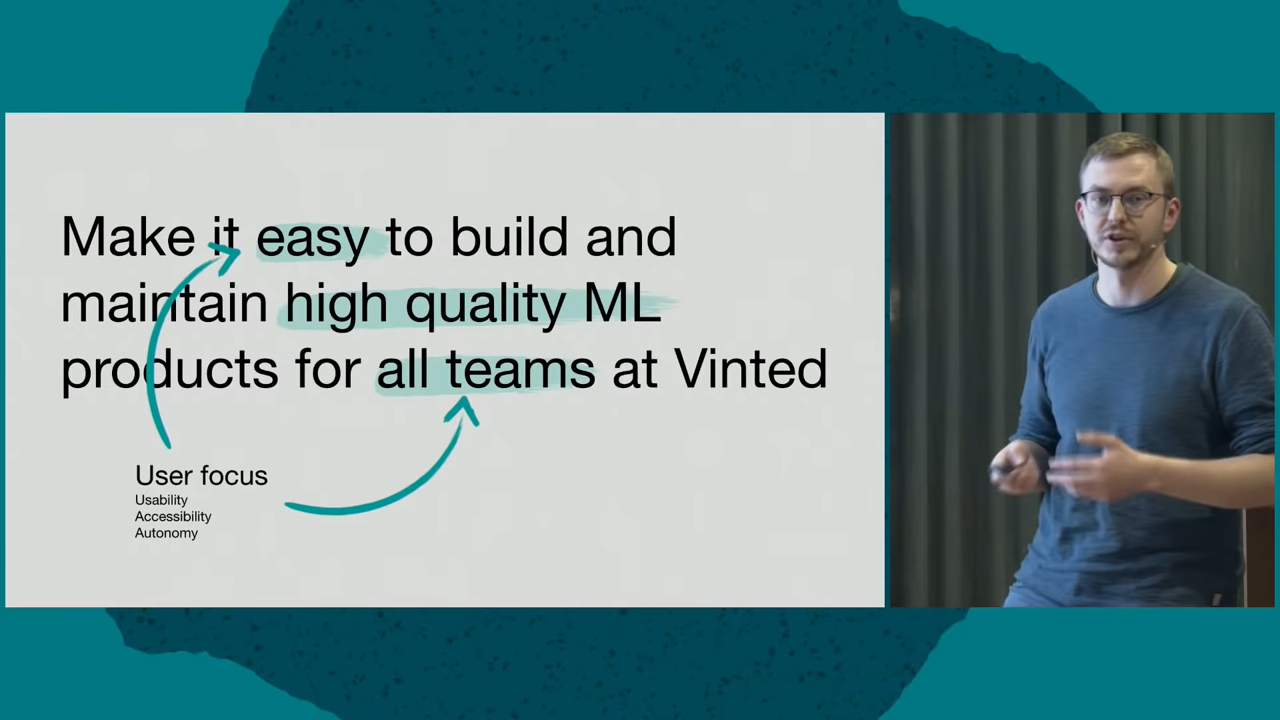 Make it easy to build and
maintain high quality ML
products for all teams at Vinted
User focus
Usability
Accessibility
Autonomy